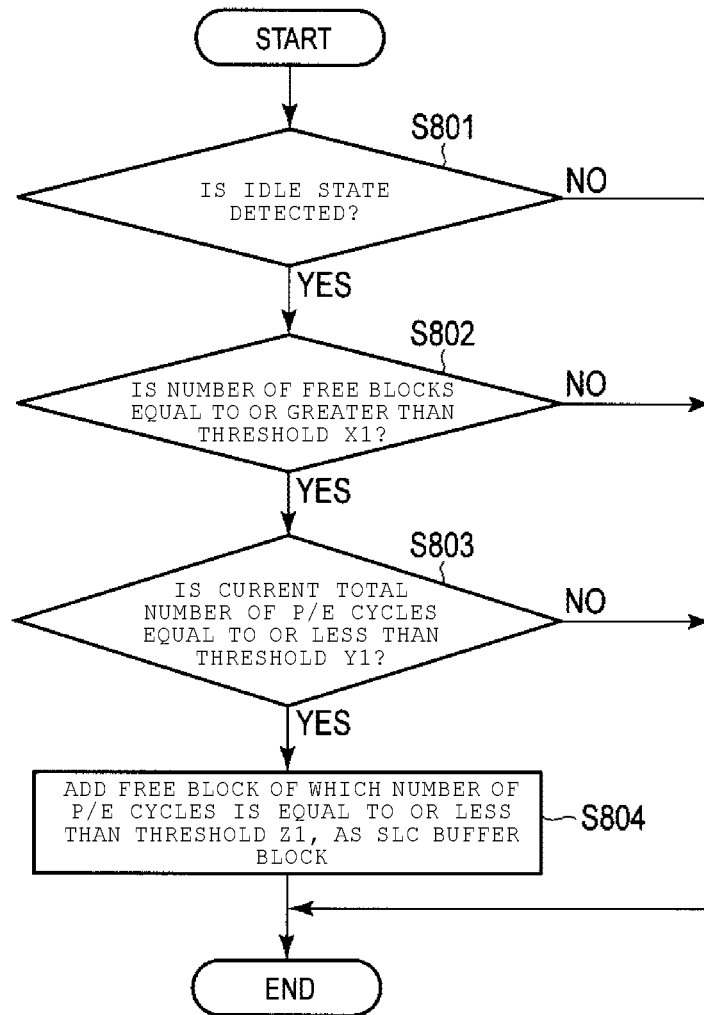 START
S801
IS IDLE STATE
DETECTED?
NO
YES
S802
IS NUMBER OF FREE BLOCKS
EQUAL TO OR GREATER THAN
THRESHOLD X1?
NO
YES
S803
IS CURRENT TOTAL
NUMBER OF P/E CYCLES
EQUAL TO OR LESS THAN
THRESHOLD Y1?
NO
YES
ADD FREE BLOCK OF WHICH NUMBER OF
P/E CYCLES IS EQUAL TO OR LESS
THAN THRESHOLD Z1, AS SLC BUFFER
BLOCK
S804
END